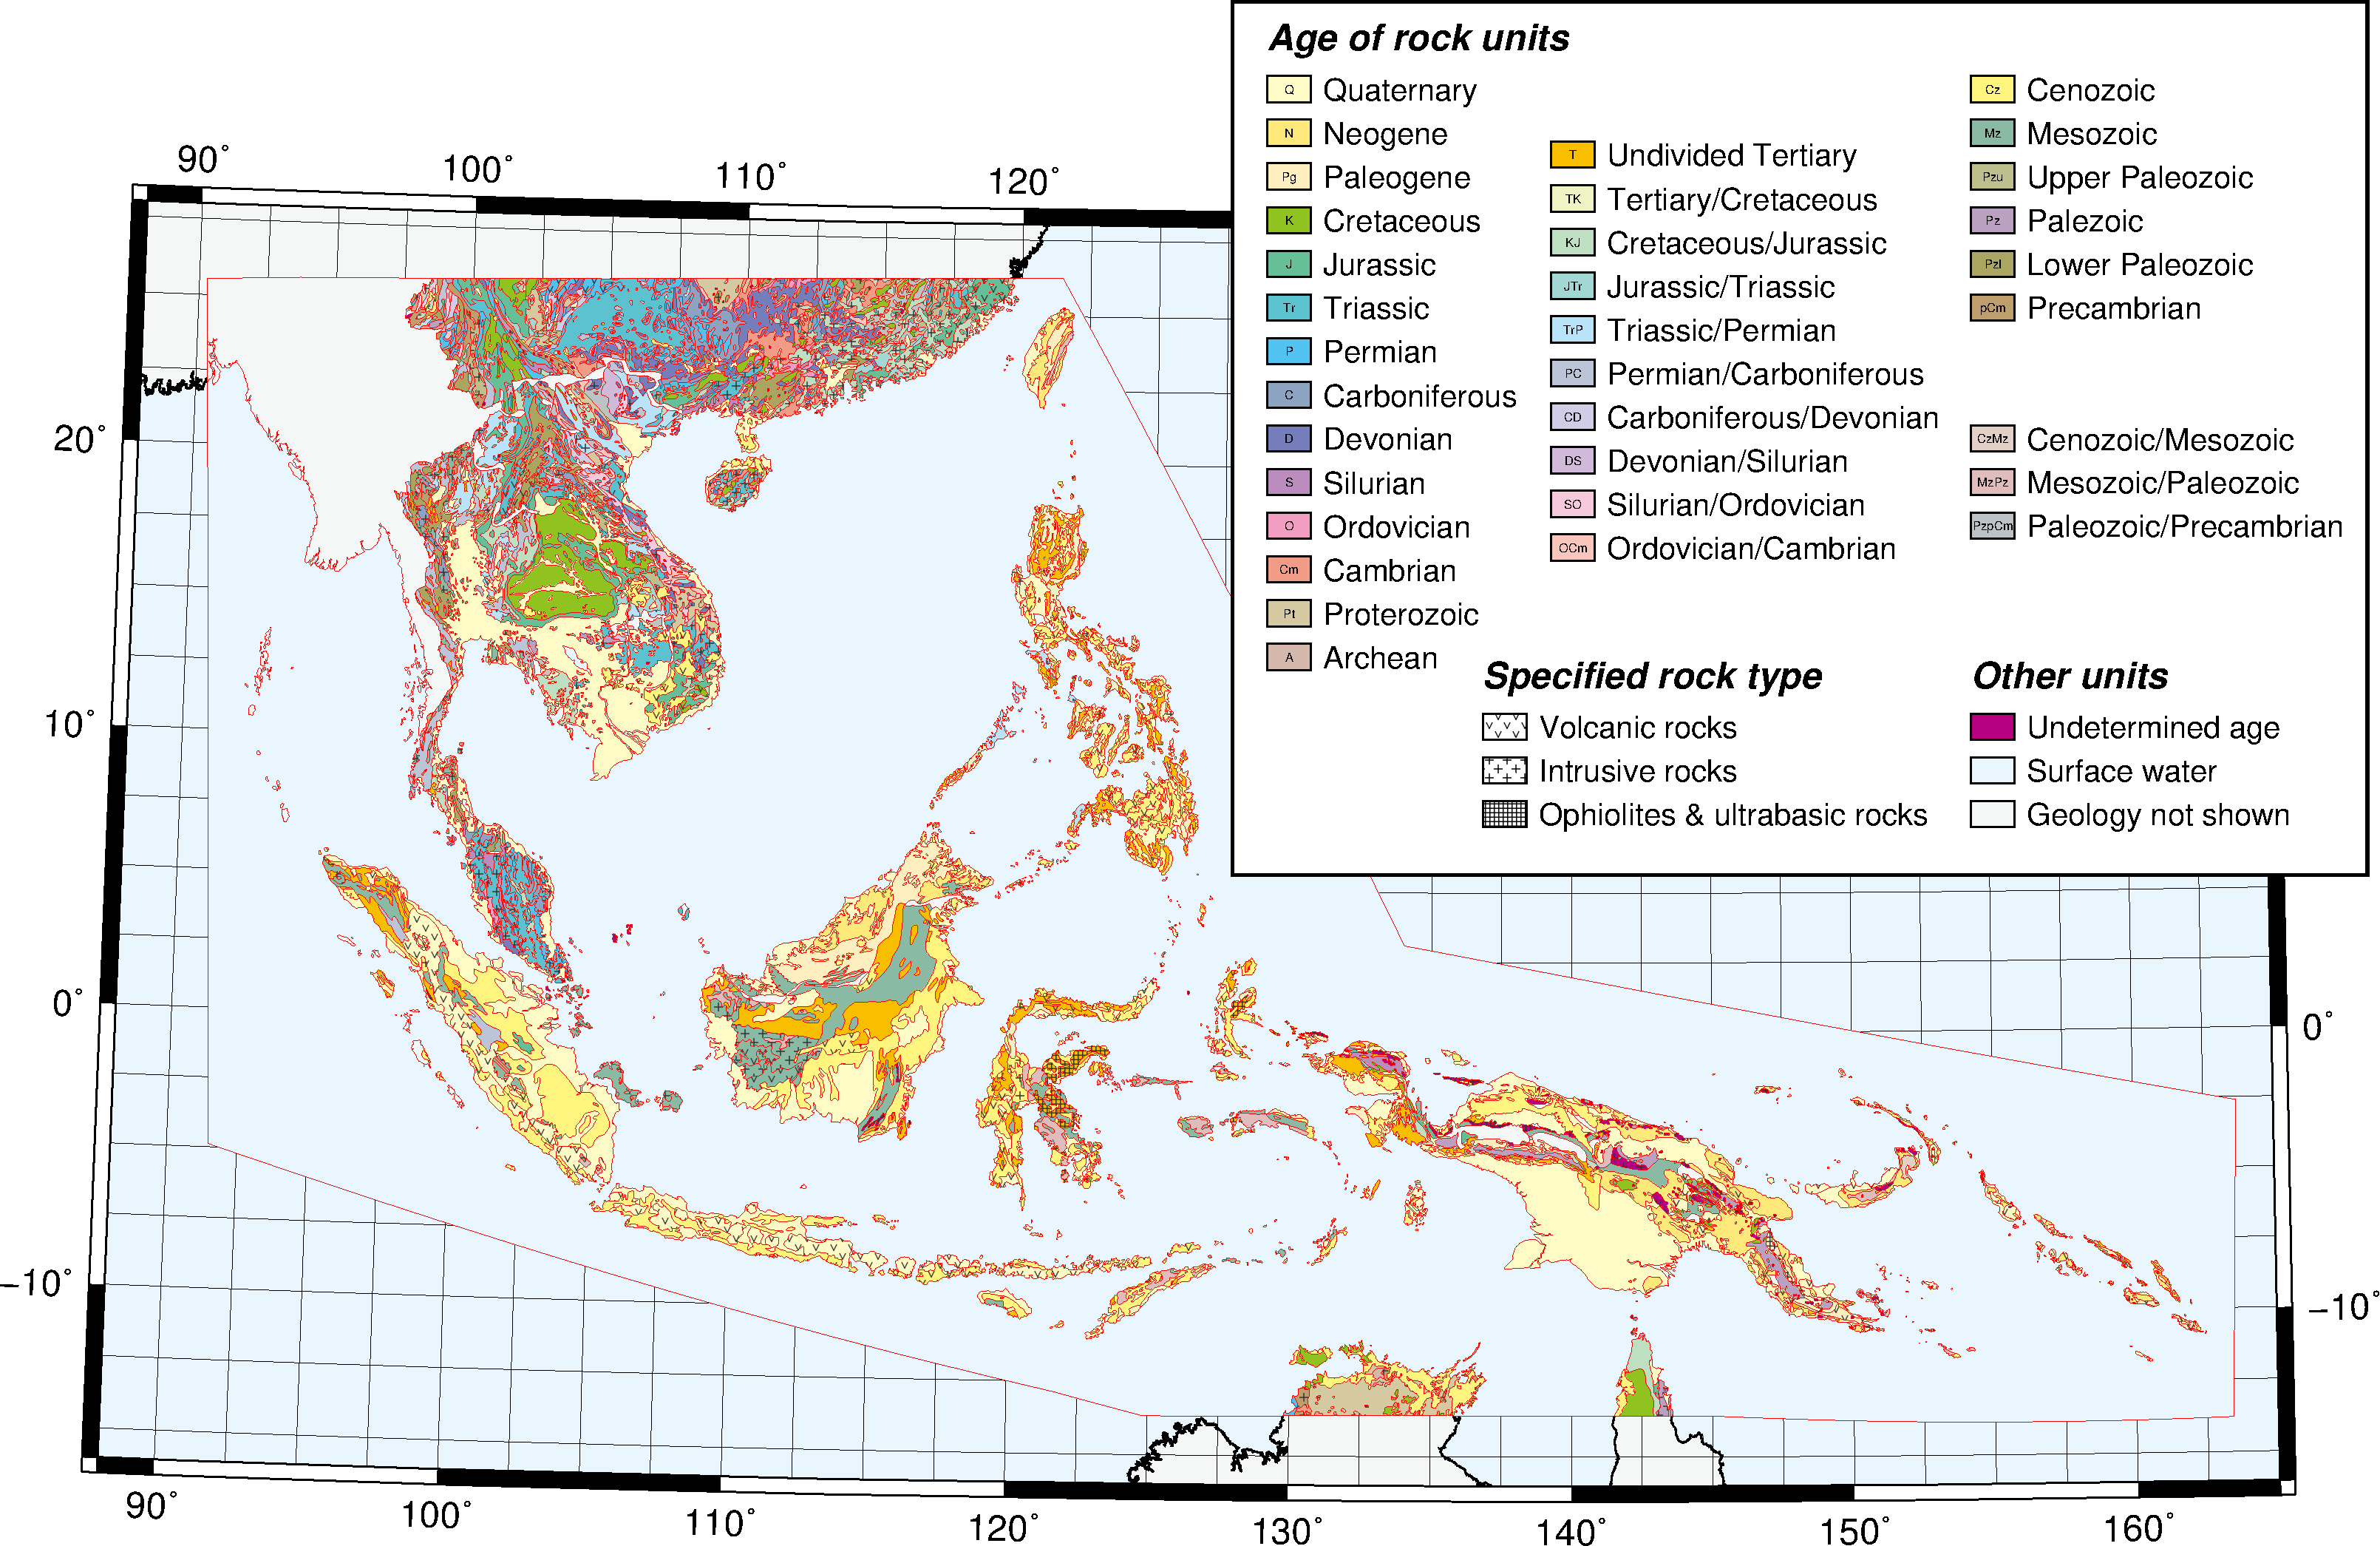 Age of rock units
Q Quaternary
N Neogene
Pg Paleogene
K Cretaceous
J Jurassic
Tr Triassic
P Permian
C Carboniferous
D Devonian
S Silurian
O Ordovician
Cm Cambrian
Pt Proterozoic
A Archean
T Undivided Tertiary
TK Tertiary/Cretaceous
KJ Cretaceous/Jurassic
JTr Jurassic/Triassic
TrP Triassic/Permian
PC Permian/Carboniferous
CD Carboniferous/Devonian
DS Devonian/Silurian
SO Silurian/Ordovician
OCm Ordovician/Cambrian
Cz Cenozoic
Mz Mesozoic
Pzu Upper Paleozoic
Pz Palezoic
Pzl Lower Paleozoic
pCm Precambrian
CzMz Cenozoic/Mesozoic
MzPz Mesozoic/Paleozoic
PzpCm Paleozoic/Precambrian
Specified rock type
Volcanic rocks
Intrusive rocks
Ophiolites & ultrabasic rocks
Other units
Undetermined age
Surface water
Geology not shown
90° 100° 110° 120°
20°
10°
0° 0°
−10° −10°
90° 100° 110° 120° 130° 140° 150° 160°